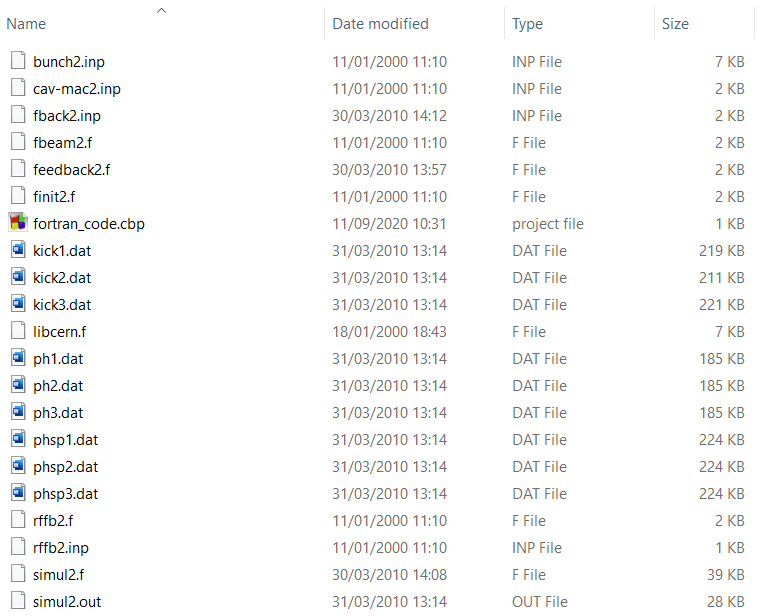 Name Date modified Type Size
bunch2.inp 11/01/2000 11:10 INP File 7 KB
cav-mac2.inp 11/01/2000 11:10 INP File 2 KB
fback2.inp 30/03/2010 14:12 INP File 2 KB
fbeam2.f 11/01/2000 11:10 F File 2 KB
feedback2.f 30/03/2010 13:57 F File 2 KB
finit2.f 11/01/2000 11:10 F File 2 KB
fortran_code.cbp 11/09/2020 10:31 project file 1 KB
kick1.dat 31/03/2010 13:14 DAT File 219 KB
kick2.dat 31/03/2010 13:14 DAT File 211 KB
kick3.dat 31/03/2010 13:14 DAT File 221 KB
libcern.f 18/01/2000 18:43 F File 7 KB
ph1.dat 31/03/2010 13:14 DAT File 185 KB
ph2.dat 31/03/2010 13:14 DAT File 185 KB
ph3.dat 31/03/2010 13:14 DAT File 185 KB
phsp1.dat 31/03/2010 13:14 DAT File 224 KB
phsp2.dat 31/03/2010 13:14 DAT File 224 KB
phsp3.dat 31/03/2010 13:14 DAT File 224 KB
rffb2.f 11/01/2000 11:10 F File 2 KB
rffb2.inp 11/01/2000 11:10 INP File 1 KB
simul2.f 30/03/2010 14:08 F File 39 KB
simul2.out 31/03/2010 13:14 OUT File 28 KB